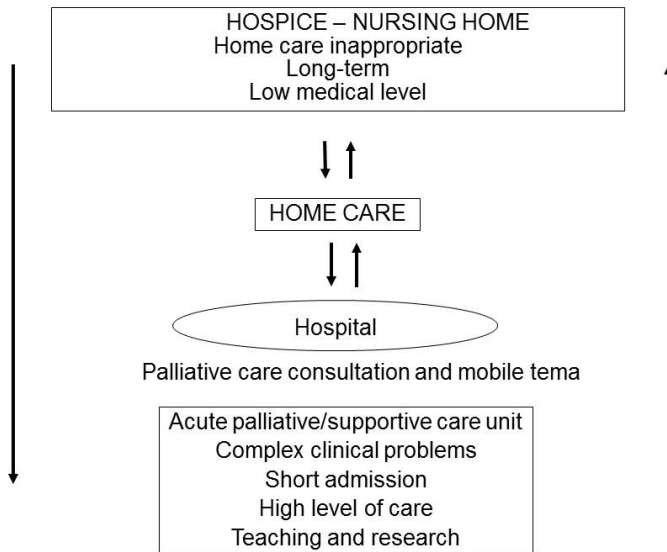 HOSPICE – NURSING HOME
Home care inappropriate
Long-term
Low medical level
HOME CARE
Hospital
Palliative care consultation and mobile tema
Acute palliative/supportive care unit
Complex clinical problems
Short admission
High level of care
Teaching and research